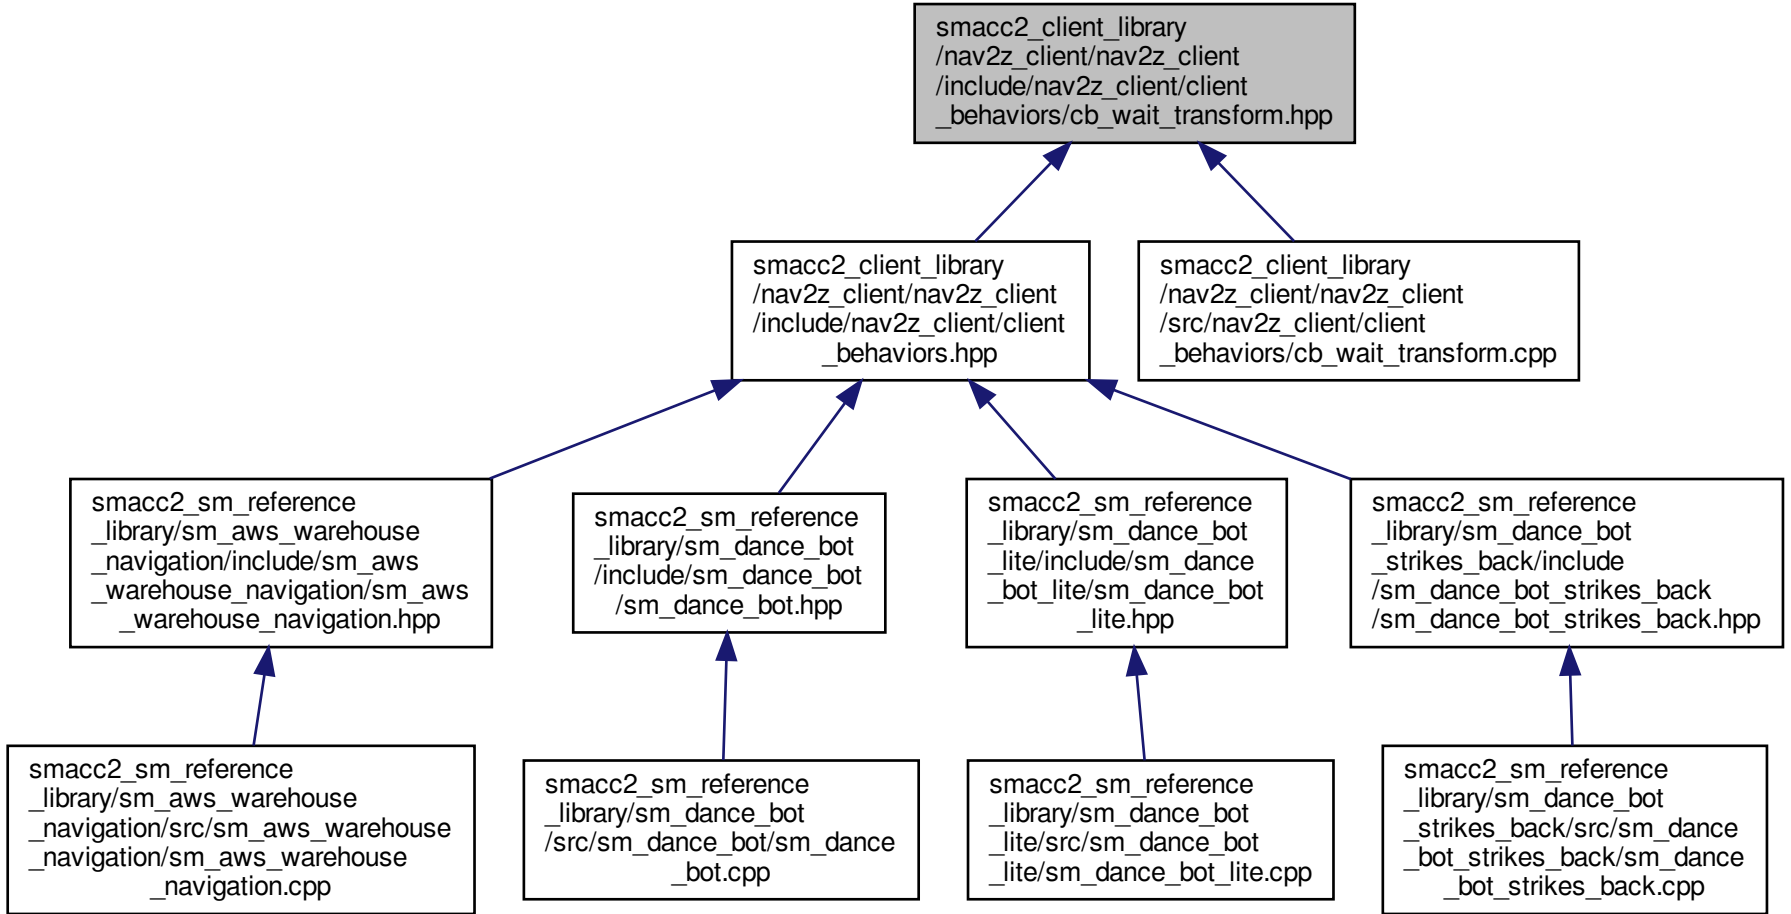 smacc2_client_library
/nav2z_client/nav2z_client
/include/nav2z_client/client
_behaviors/cb_wait_transform.hpp
smacc2_client_library
/nav2z_client/nav2z_client
/include/nav2z_client/client
_behaviors.hpp
smacc2_client_library
/nav2z_client/nav2z_client
/src/nav2z_client/client
_behaviors/cb_wait_transform.cpp
smacc2_sm_reference
_library/sm_aws_warehouse
_navigation/include/sm_aws
_warehouse_navigation/sm_aws
_warehouse_navigation.hpp
smacc2_sm_reference
_library/sm_dance_bot
/include/sm_dance_bot
/sm_dance_bot.hpp
smacc2_sm_reference
_library/sm_dance_bot
_lite/include/sm_dance
_bot_lite/sm_dance_bot
_lite.hpp
smacc2_sm_reference
_library/sm_dance_bot
_strikes_back/include
/sm_dance_bot_strikes_back
/sm_dance_bot_strikes_back.hpp
smacc2_sm_reference
_library/sm_aws_warehouse
_navigation/src/sm_aws_warehouse
_navigation/sm_aws_warehouse
_navigation.cpp
smacc2_sm_reference
_library/sm_dance_bot
/src/sm_dance_bot/sm_dance
_bot.cpp
smacc2_sm_reference
_library/sm_dance_bot
_lite/src/sm_dance_bot
_lite/sm_dance_bot_lite.cpp
smacc2_sm_reference
_library/sm_dance_bot
_strikes_back/src/sm_dance
_bot_strikes_back/sm_dance
_bot_strikes_back.cpp